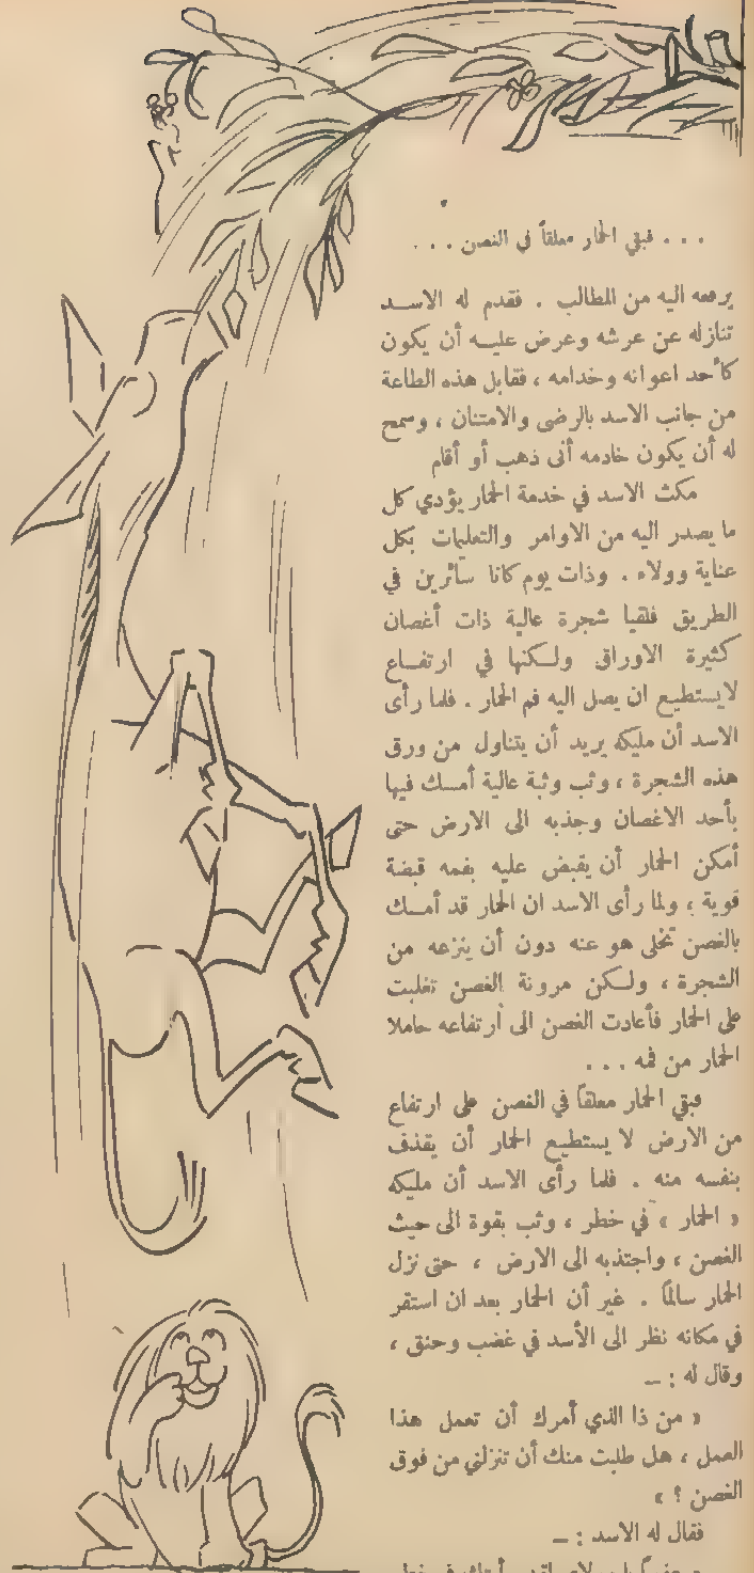 . . . فبقي الحمار معلقاً في الغصن . . .
يرفعه اليه من المطالب . فقدم له الاسد
تنازله عن عرشه وعرض عليه أن يكون
كأحد اعوانه وخدامه ، فقابل هذه الطاعة
من جانب الاسد بالرضى والامتنان ، وسمح
له أن يكون خادمه أنى ذهب أو أقام
مكث الاسد في خدمة الحمار يؤدي كل
ما يصدر اليه من الاوامر والتعليمات بكل
عناية وولاء . وذات يوم كانا سائرين في
الطريق فلقيا شجرة عالية ذات أغصان
كثيرة الاوراق ولكنها في ارتفاع
لايستطيع ان يصل اليه فم الحمار . فلما رأى
الاسد أن مليكه يريد أن يتناول من ورق
هذه الشجرة ، وثب وثبة عالية أمسك فيها
بأحد الاغصان وجذبه الى الارض حتى
أمكن الحمار أن يقبض عليه بفمه قبضة
قوية ؛ ولما رأى الاسد ان الحمار قد أمسك
بالغصن تخلى هو عنه دون أن ينزعه من
الشجرة ، ولكن مرونة الغصن تغلبت
على الحمار فأعادت الغصن الى ارتفاعه حاملا
الحمار من فمه . . .
فبقي الحمار معلقاً في الغصن على ارتفاع
من الارض لا يستطيع الحمار أن يقذف
بنفسه منه . فلما رأى الاسد أن مليكه
« الحمار » في خطر ، وثب بقوة الى حيث
الغصن ، واجتذبه الى الارض ، حتى نزل
الحمار سالماً . غير أن الحمار بعد ان استقر
في مكانه نظر الى الأسد في غضب وحنق ،
وقال له : —
« من ذا الذي أمرك أن تعمل هذا
العمل ، هل طلبت منك أن تنزلني من فوق
الغصن ؟ »
فقال له الاسد : —